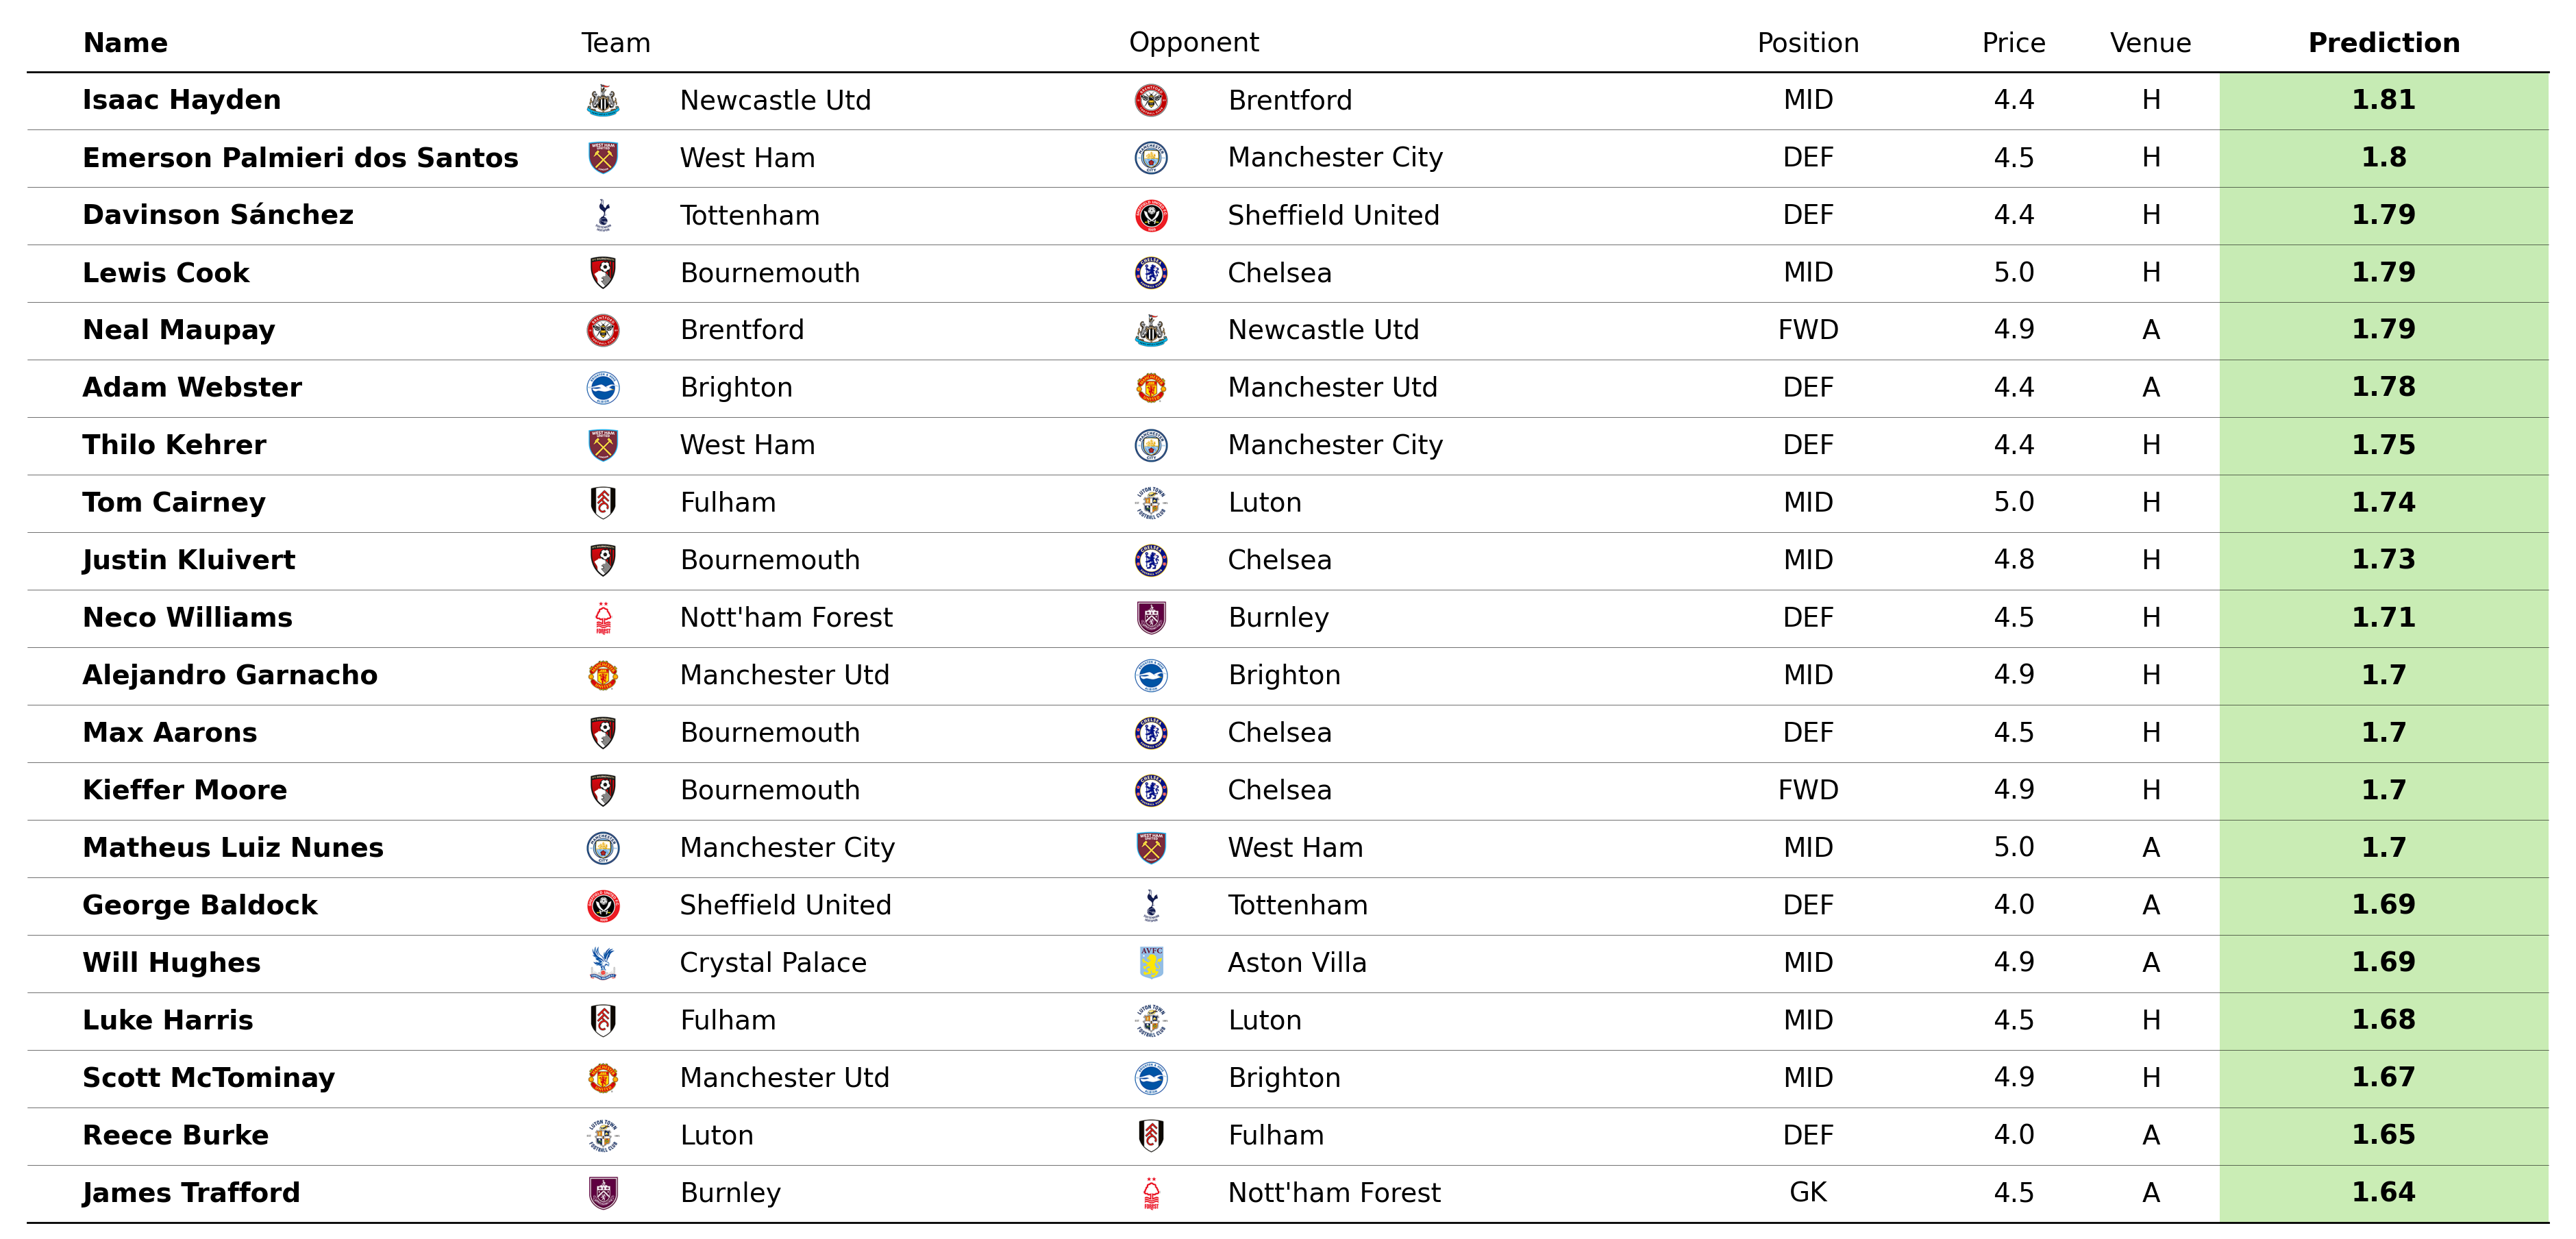 Name Team Opponent Position Price Venue Prediction
Isaac Hayden Newcastle Utd Brentford MID 4.4 H 1.81
Emerson Palmieri dos Santos West Ham Manchester City DEF 4.5 H 1.8
Davinson Sánchez Tottenham Sheffield United DEF 4.4 H 1.79
Lewis Cook Bournemouth Chelsea MID 5.0 H 1.79
Neal Maupay Brentford Newcastle Utd FWD 4.9 A 1.79
Adam Webster Brighton Manchester Utd DEF 4.4 A 1.78
Thilo Kehrer West Ham Manchester City DEF 4.4 H 1.75
Tom Cairney Fulham Luton MID 5.0 H 1.74
Justin Kluivert Bournemouth Chelsea MID 4.8 H 1.73
Neco Williams Nott'ham Forest Burnley DEF 4.5 H 1.71
Alejandro Garnacho Manchester Utd Brighton MID 4.9 H 1.7
Max Aarons Bournemouth Chelsea DEF 4.5 H 1.7
Kieffer Moore Bournemouth Chelsea FWD 4.9 H 1.7
Matheus Luiz Nunes Manchester City West Ham MID 5.0 A 1.7
George Baldock Sheffield United Tottenham DEF 4.0 A 1.69
Will Hughes Crystal Palace Aston Villa MID 4.9 A 1.69
Luke Harris Fulham Luton MID 4.5 H 1.68
Scott McTominay Manchester Utd Brighton MID 4.9 H 1.67
Reece Burke Luton Fulham DEF 4.0 A 1.65
James Trafford Burnley Nott'ham Forest GK 4.5 A 1.64